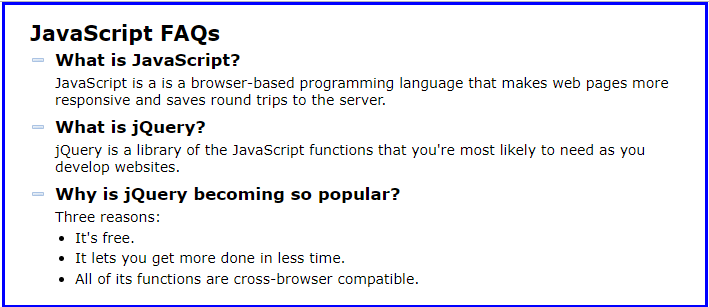 JavaScript FAQs
What is JavaScript?
JavaScript is a is a browser-based programming language that makes web pages more
responsive and saves round trips to the server.
What is jQuery?
jQuery is a library of the JavaScript functions that you're most likely to need as you
develop websites.
Why is jQuery becoming so popular?
Three reasons:
• It's free.
• It lets you get more done in less time.
• All of its functions are cross-browser compatible.